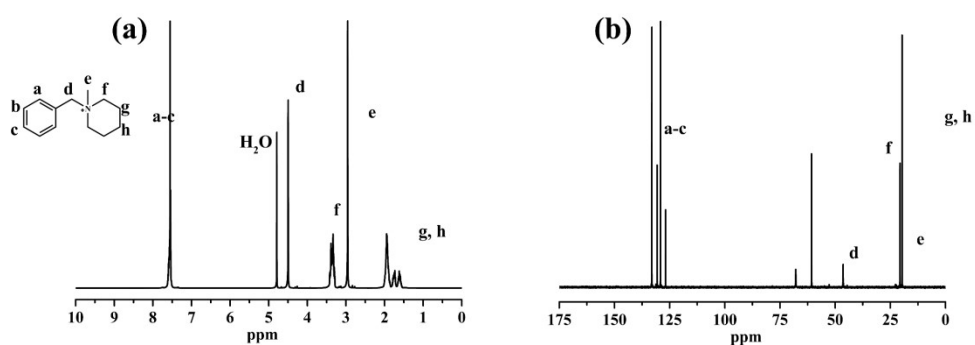 (a)
(b)
e
a
d
f
b
N
g
c
h
a-c
H₂O
d
e
f
g, h
10 9 8 7 6 5 4 3 2 1 0
ppm
a-c
g, h
f
d
e
175 150 125 100 75 50 25 0
ppm